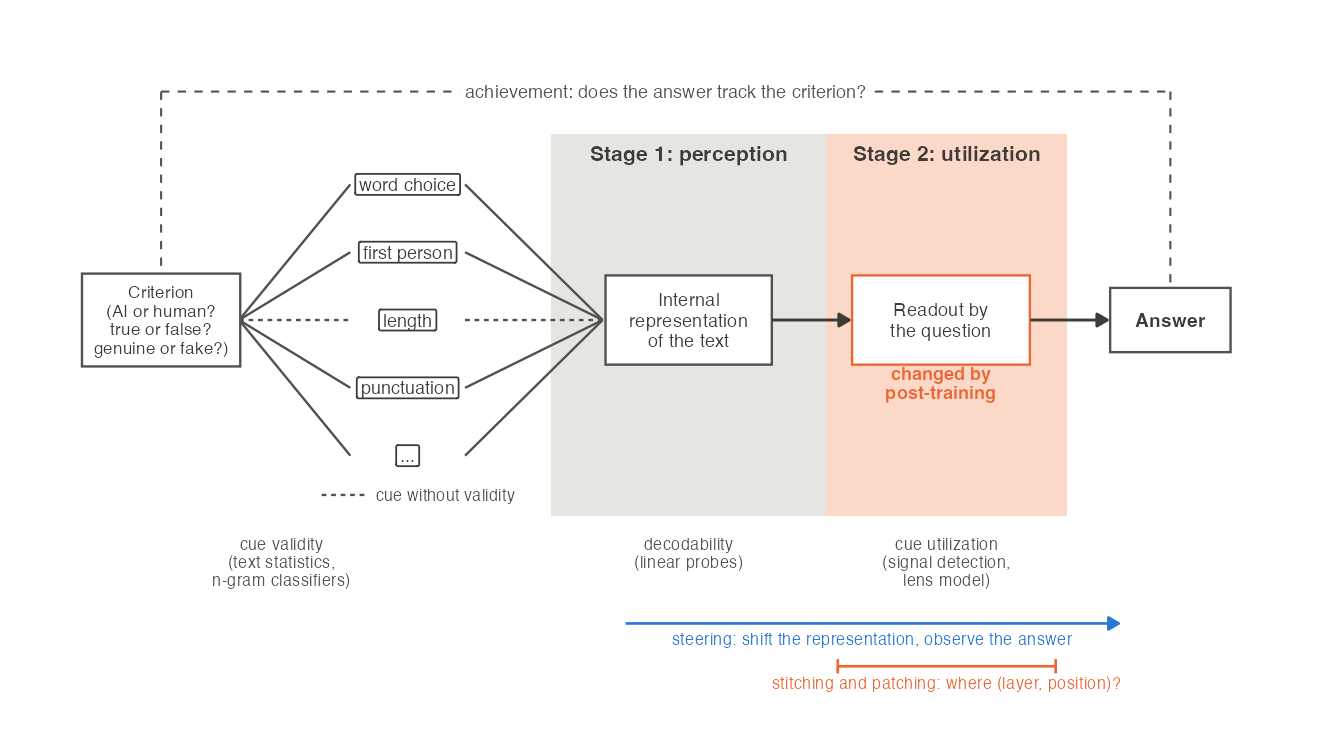 achievement: does the answer track the criterion?
Stage 1: perception
Stage 2: utilization
word choice
first person
length
punctuation
...
cue without validity
Criterion
(AI or human?
true or false?
genuine or fake?)
Internal
representation
of the text
Readout by
the question
changed by
post-training
Answer
cue validity
(text statistics,
n-gram classifiers)
decodability
(linear probes)
cue utilization
(signal detection,
lens model)
steering: shift the representation, observe the answer
stitching and patching: where (layer, position)?